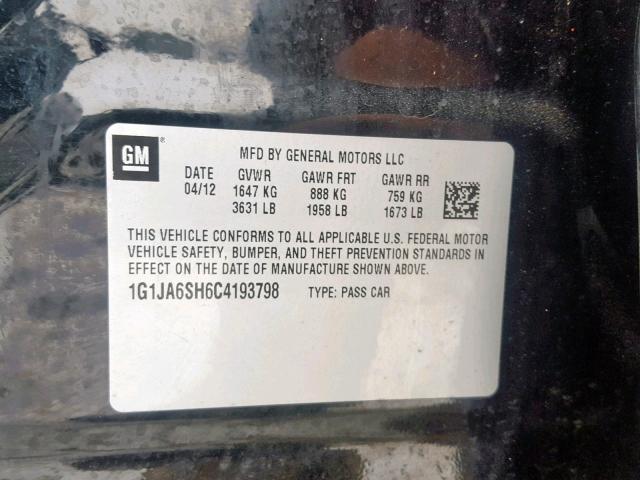 GM
MFD BY GENERAL MOTORS LLC
DATE GVWR GAWR FRT GAWR RR
04/12 1647 KG 888 KG 759 KG
3631 LB 1958 LB 1673 LB
THIS VEHICLE CONFORMS TO ALL APPLICABLE U.S. FEDERAL MOTOR
VEHICLE SAFETY, BUMPER, AND THEFT PREVENTION STANDARDS IN
EFFECT ON THE DATE OF MANUFACTURE SHOWN ABOVE.
1G1JA6SH6C4193798 TYPE: PASS CAR